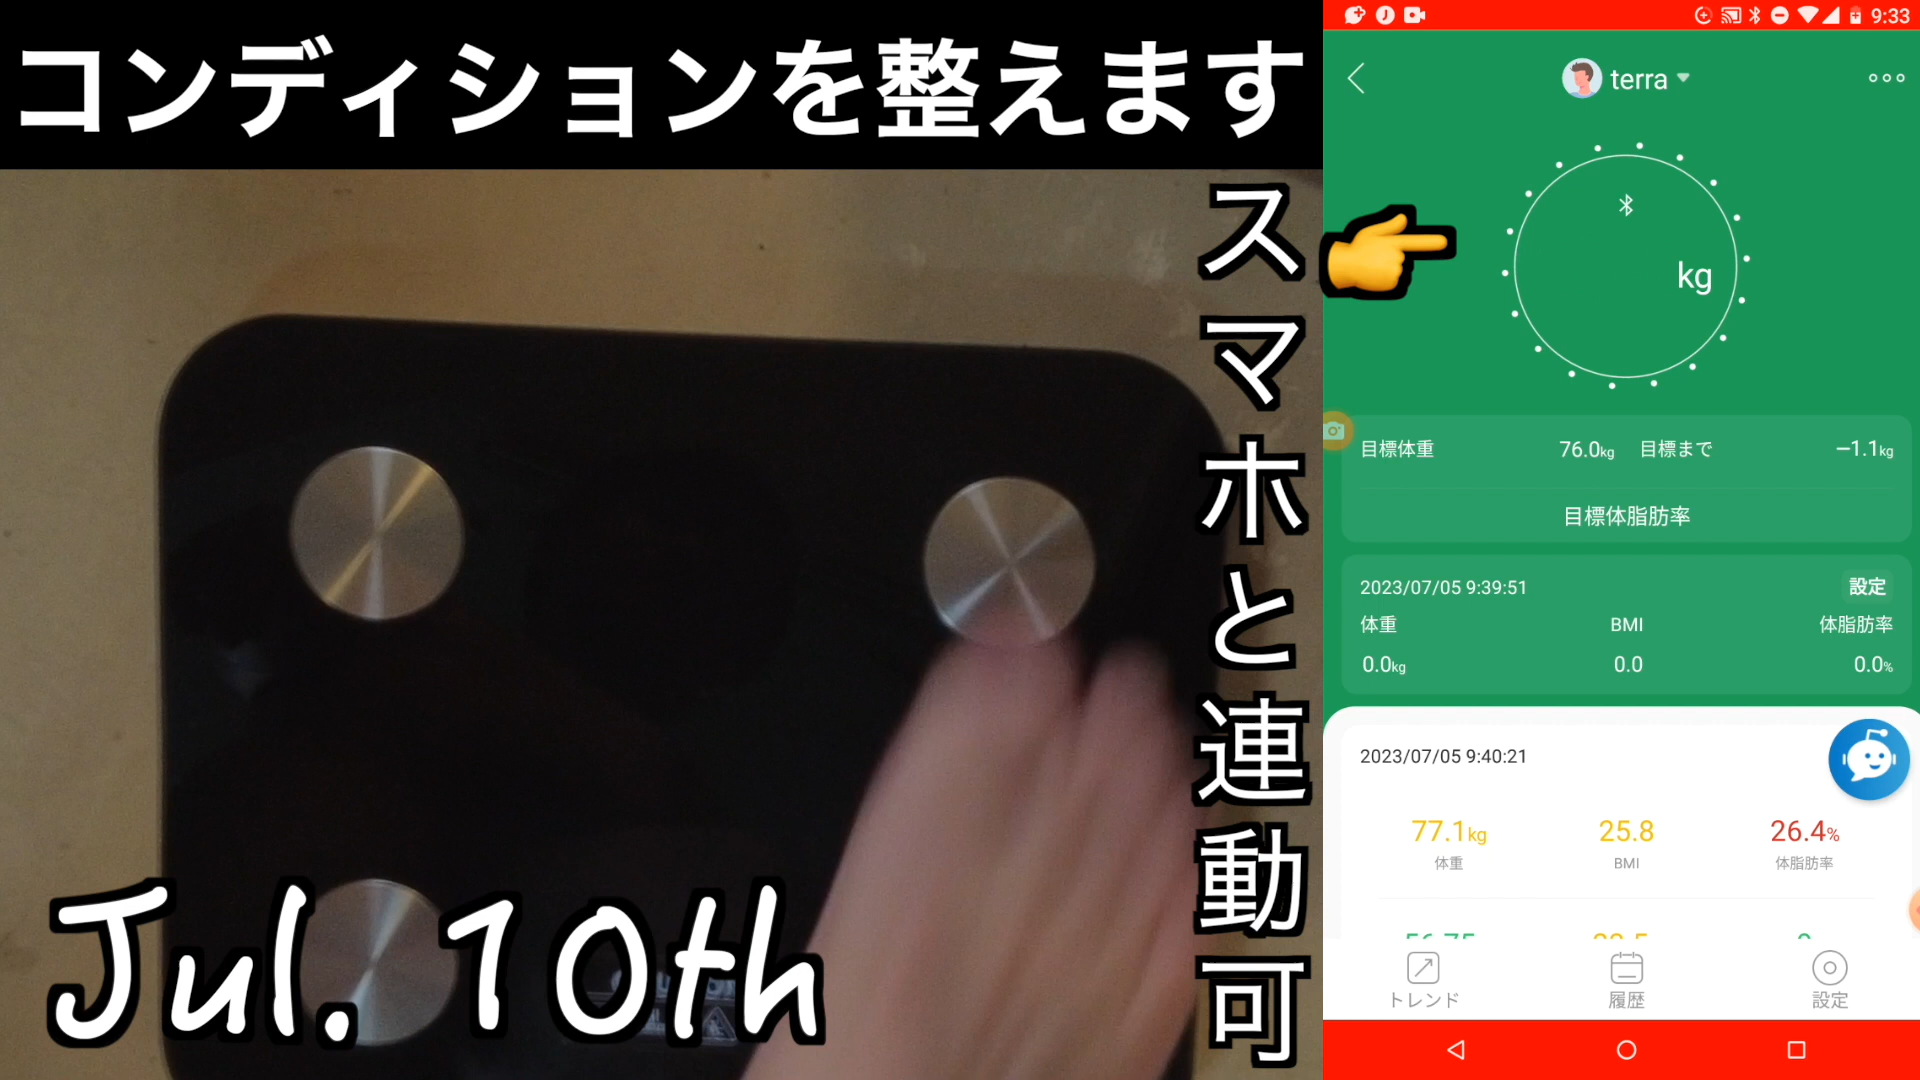 コンディションを整えます
スマホと連動可
Jul. 10th
9:33
terra
kg
目標体重 76.0kg 目標まで −1.1kg
目標体脂肪率
2023/07/05 9:39:51 設定
体重 BMI 体脂肪率
0.0kg 0.0 0.0%
2023/07/05 9:40:21
77.1kg 25.8 26.4%
体重 BMI 体脂肪率
トレンド 履歴 設定